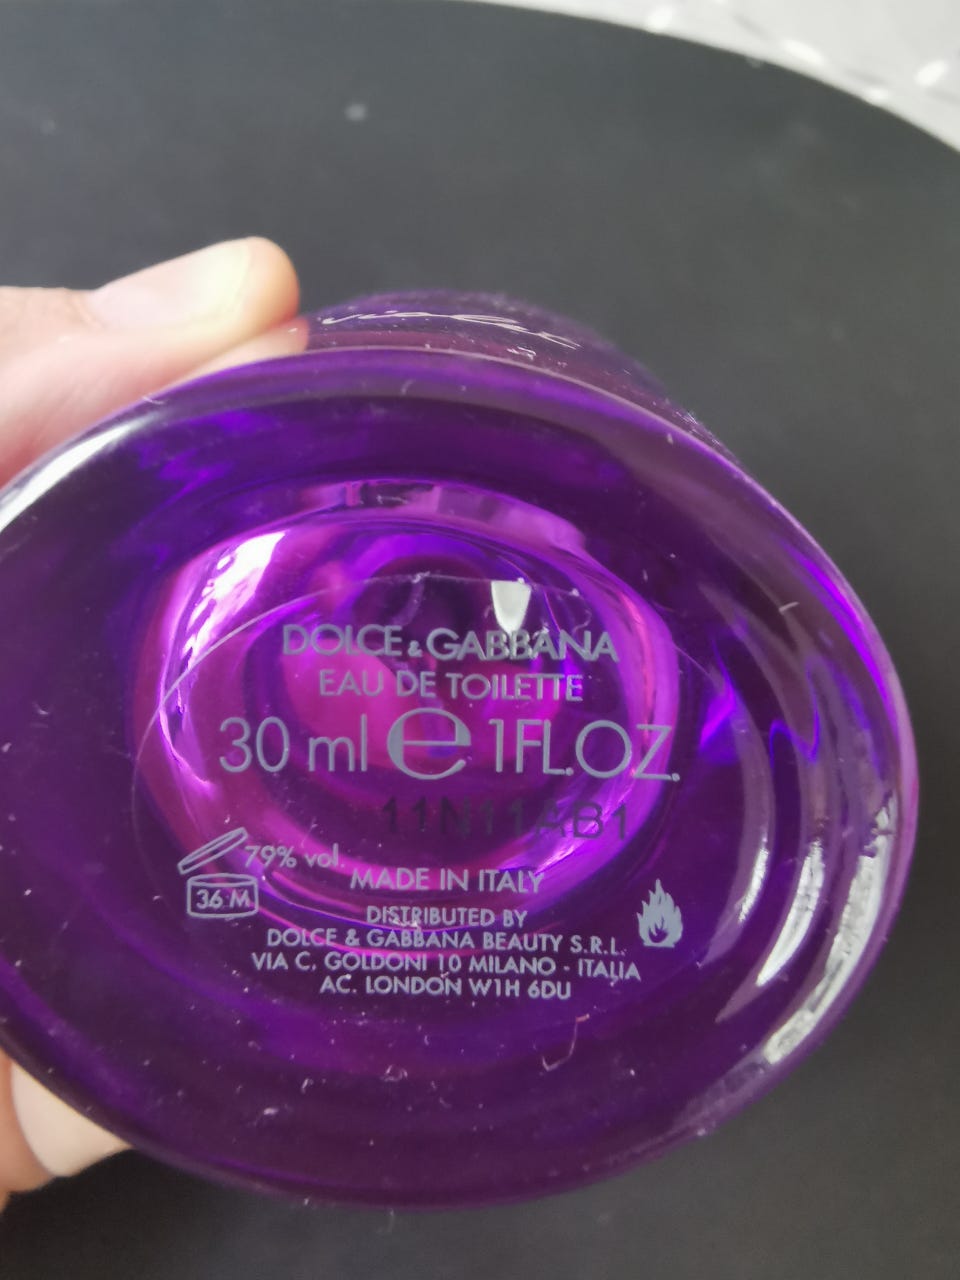 DOLCE & GABBANA
EAU DE TOILETTE
30 ml e 1FL.OZ.
11N11AB1
79% vol.
36 M
MADE IN ITALY
DISTRIBUTED BY
DOLCE & GABBANA BEAUTY S.R.L.
VIA C. GOLDONI 10 MILANO - ITALIA
AC. LONDON W1H 6DU